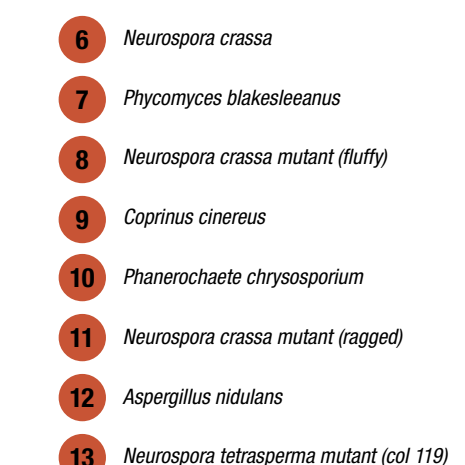 6 Neurospora crassa
7 Phycomyces blakesleeanus
8 Neurospora crassa mutant (fluffy)
9 Coprinus cinereus
10 Phanerochaete chrysosporium
11 Neurospora crassa mutant (ragged)
12 Aspergillus nidulans
13 Neurospora tetrasperma mutant (col 119)